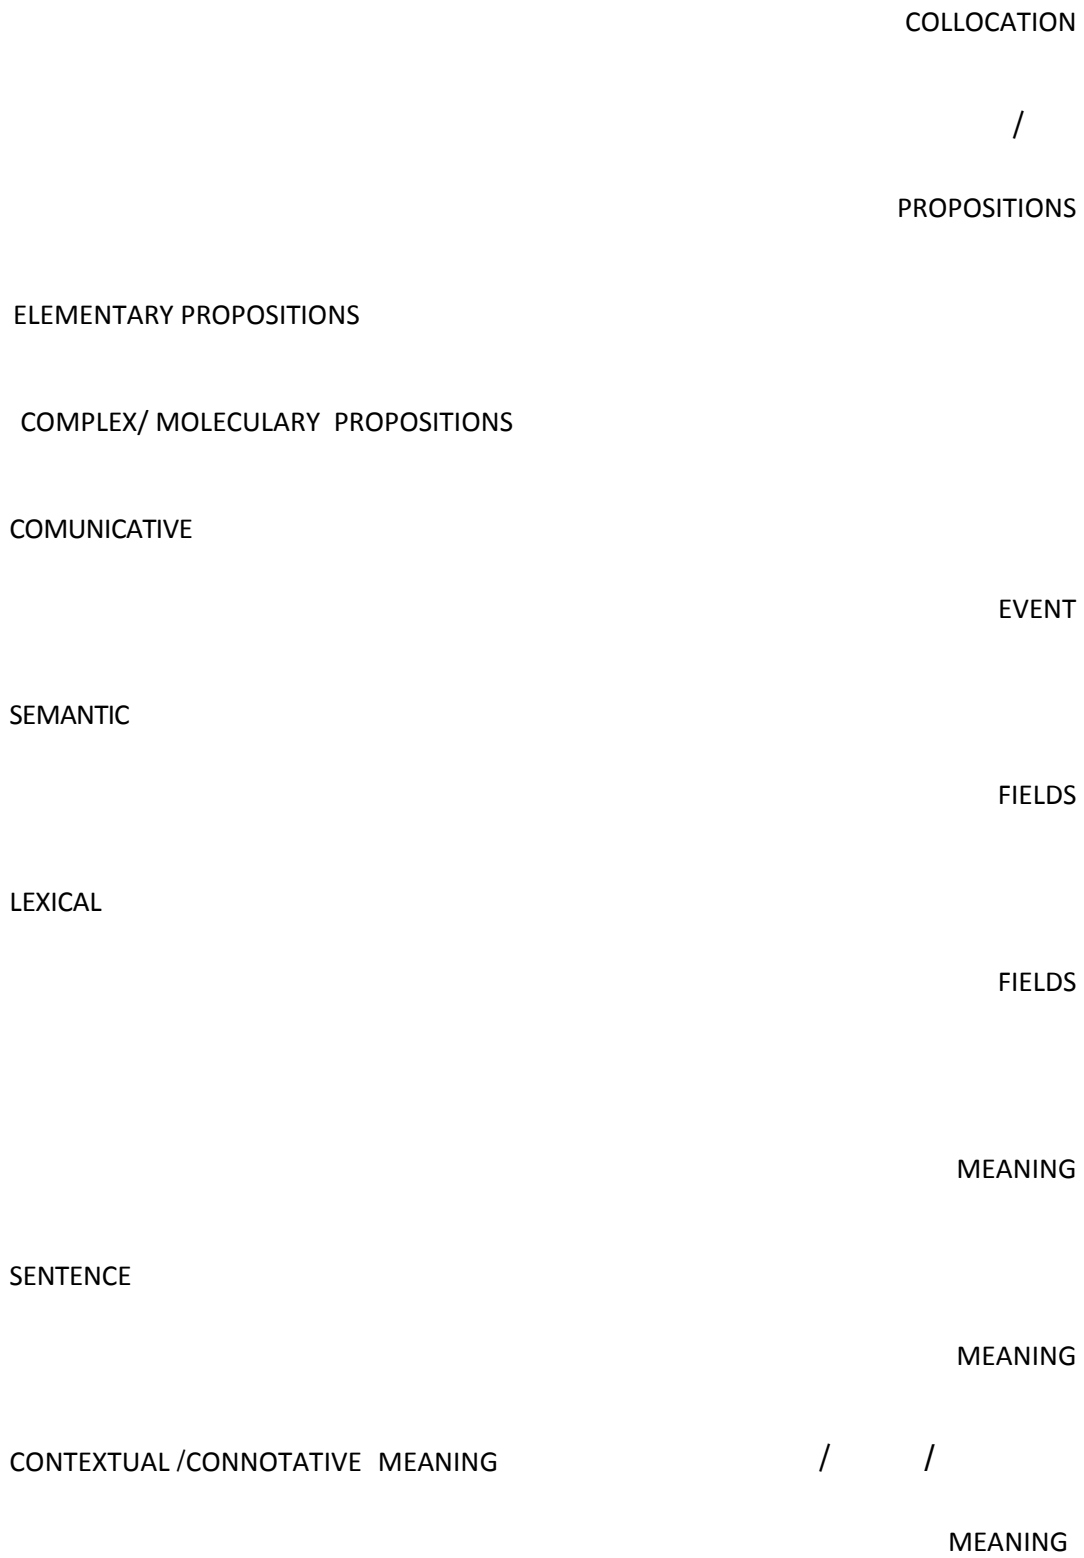 COLLOCATION
/
PROPOSITIONS
ELEMENTARY PROPOSITIONS
COMPLEX/ MOLECULARY PROPOSITIONS
COMUNICATIVE
EVENT
SEMANTIC
FIELDS
LEXICAL
FIELDS
MEANING
SENTENCE
MEANING
CONTEXTUAL /CONNOTATIVE MEANING / /
MEANING